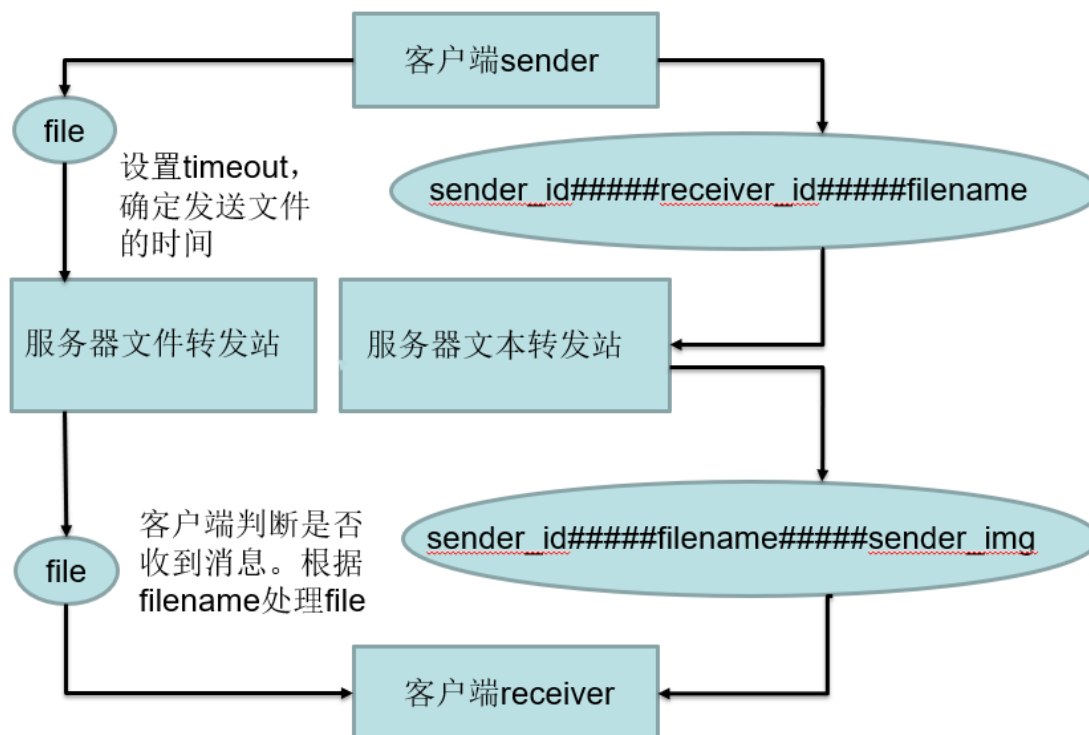 客户端sender
file
设置timeout，
确定发送文件
的时间
sender_id#####receiver_id#####filename
服务器文件转发站
服务器文本转发站
客户端判断是否
收到消息。根据
filename处理file
file
sender_id#####filename#####sender_img
客户端receiver